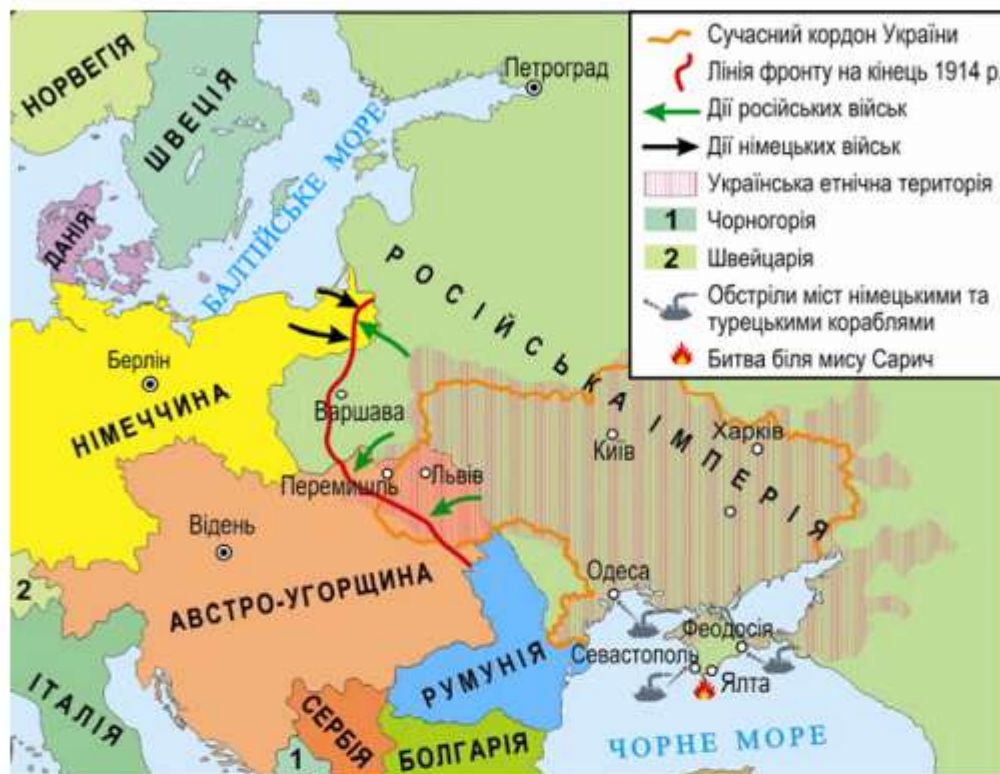 Сучасний кордон України
Лінія фронту на кінець 1914 р.
Дії російських військ
Дії німецьких військ
Українська етнічна територія
1 Чорногорія
2 Швейцарія
Обстріли міст німецькими та
турецькими кораблями
Битва біля мису Сарич
НОРВЕГІЯ
ШВЕЦІЯ
Петроград
ДАНІЯ
БАЛТІЙСЬКЕ МОРЕ
РОСІЙСЬКА ІМПЕРІЯ
Берлін
НІМЕЧЧИНА
Варшава
Київ
Харків
Перемишль
Львів
Відень
АВСТРО-УГОРЩИНА
2
Одеса
Феодосія
Севастополь
Ялта
ІТАЛІЯ
РУМУНІЯ
СЕРБІЯ
1
БОЛГАРІЯ
ЧОРНЕ МОРЕ